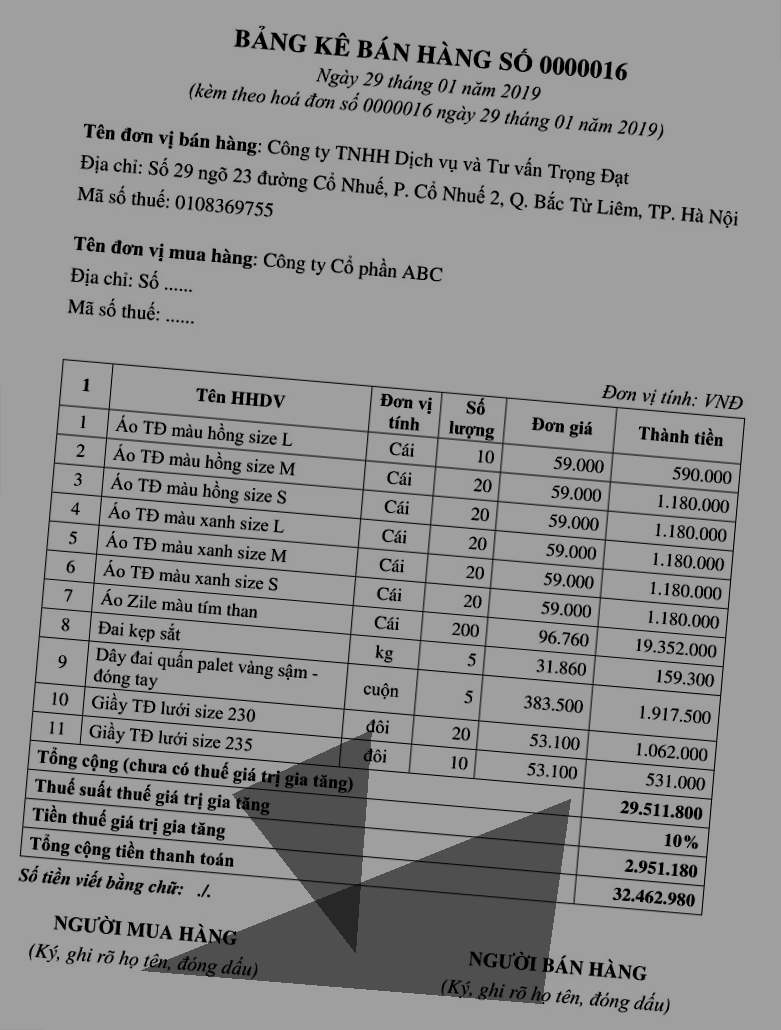 BẢNG KÊ BÁN HÀNG SỐ 0000016
Ngày 29 tháng 01 năm 2019
(kèm theo hoá đơn số 0000016 ngày 29 tháng 01 năm 2019)
Tên đơn vị bán hàng: Công ty TNHH Dịch vụ và Tư vấn Trọng Đạt
Địa chỉ: Số 29 ngõ 23 đường Cổ Nhuế, P. Cổ Nhuế 2, Q. Bắc Từ Liêm, TP. Hà Nội
Mã số thuế: 0108369755
Tên đơn vị mua hàng: Công ty Cổ phần ABC
Địa chỉ: Số ......
Mã số thuế: ......
Đơn vị tính: VNĐ
1 Tên HHDV Đơn vị tính Số lượng Đơn giá Thành tiền
1 Áo TĐ màu hồng size L Cái 10 59.000 590.000
2 Áo TĐ màu hồng size M Cái 20 59.000 1.180.000
3 Áo TĐ màu hồng size S Cái 20 59.000 1.180.000
4 Áo TĐ màu xanh size L Cái 20 59.000 1.180.000
5 Áo TĐ màu xanh size M Cái 20 59.000 1.180.000
6 Áo TĐ màu xanh size S Cái 20 59.000 1.180.000
7 Áo Zile màu tím than Cái 200 96.760 19.352.000
8 Đai kẹp sắt kg 5 31.860 159.300
9 Dây đai quấn palet vàng sậm - đóng tay cuộn 5 383.500 1.917.500
10 Giầy TĐ lưới size 230 đôi 20 53.100 1.062.000
11 Giầy TĐ lưới size 235 đôi 10 53.100 531.000
Tổng cộng (chưa có thuế giá trị gia tăng) 29.511.800
Thuế suất thuế giá trị gia tăng 10%
Tiền thuế giá trị gia tăng 2.951.180
Tổng cộng tiền thanh toán 32.462.980
Số tiền viết bằng chữ: ./.
NGƯỜI MUA HÀNG
(Ký, ghi rõ họ tên, đóng dấu)
NGƯỜI BÁN HÀNG
(Ký, ghi rõ họ tên, đóng dấu)